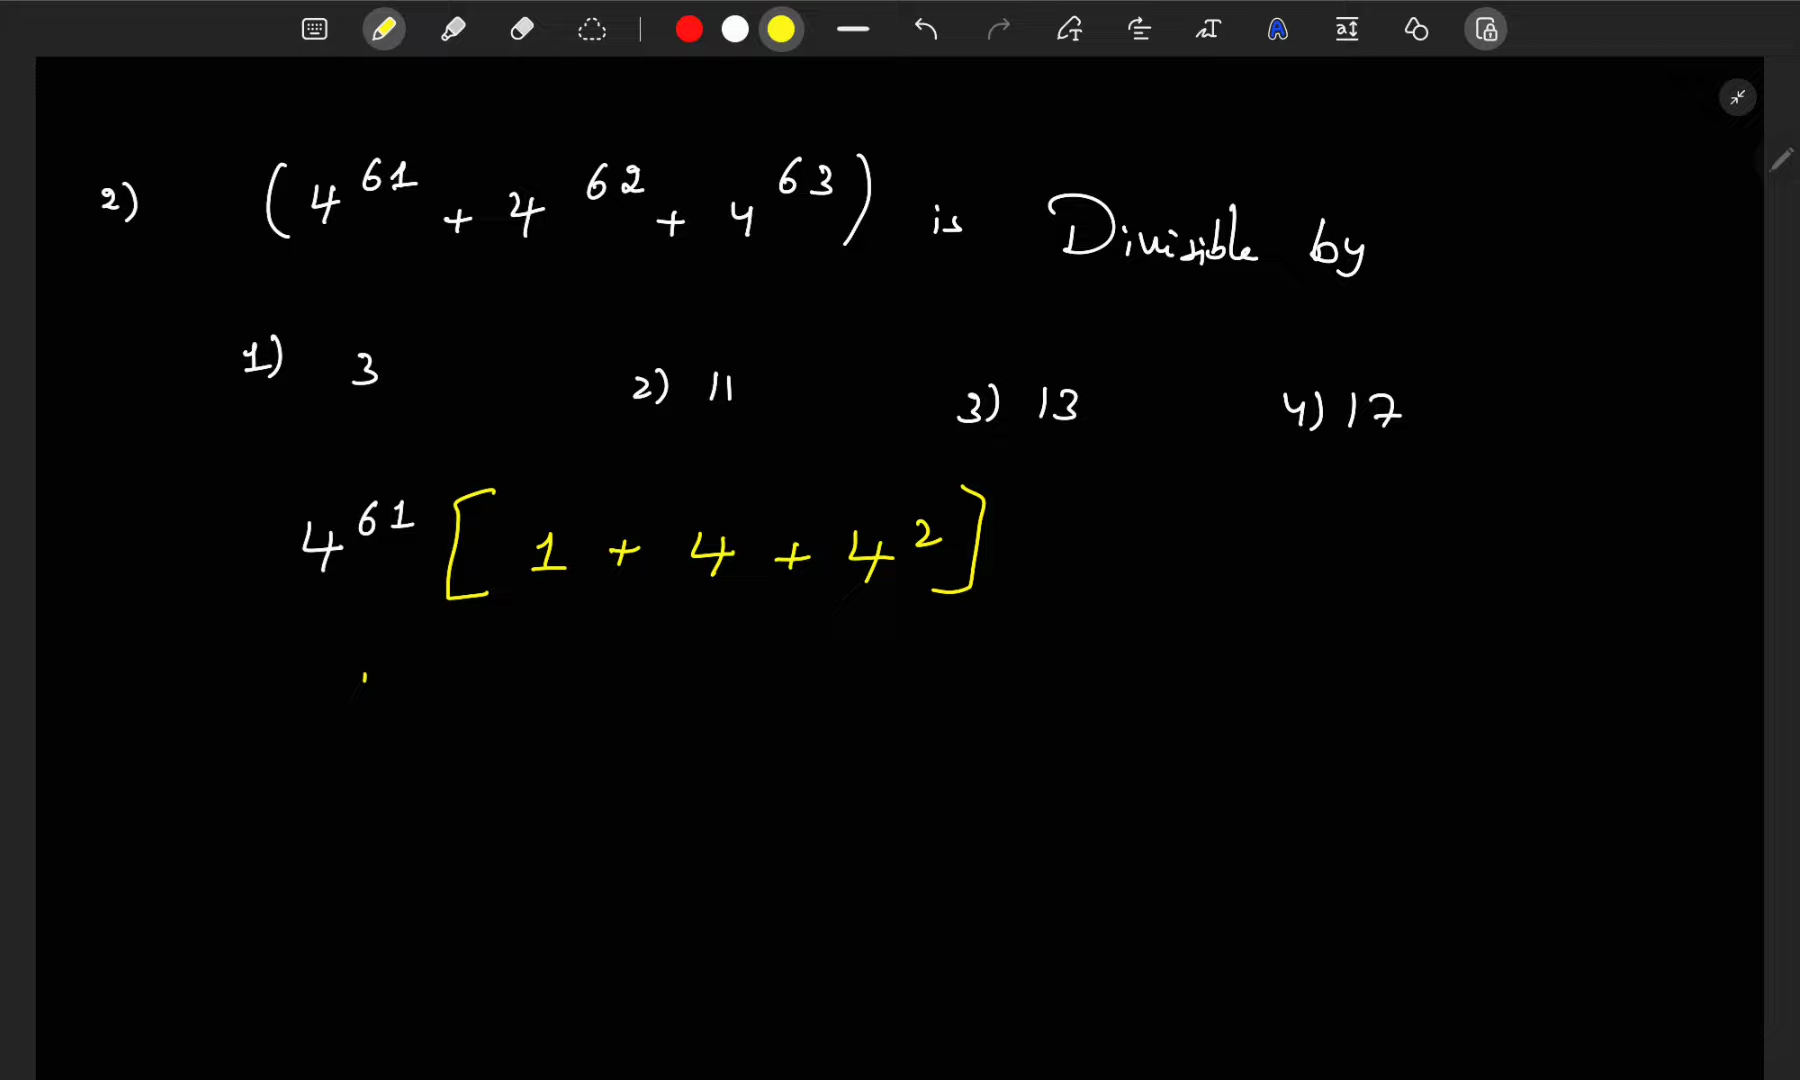 2) (4^61 + 4^62 + 4^63) is Divisible by
1) 3 2) 11 3) 13 4) 17
4^61 [ 1 + 4 + 4^2 ]